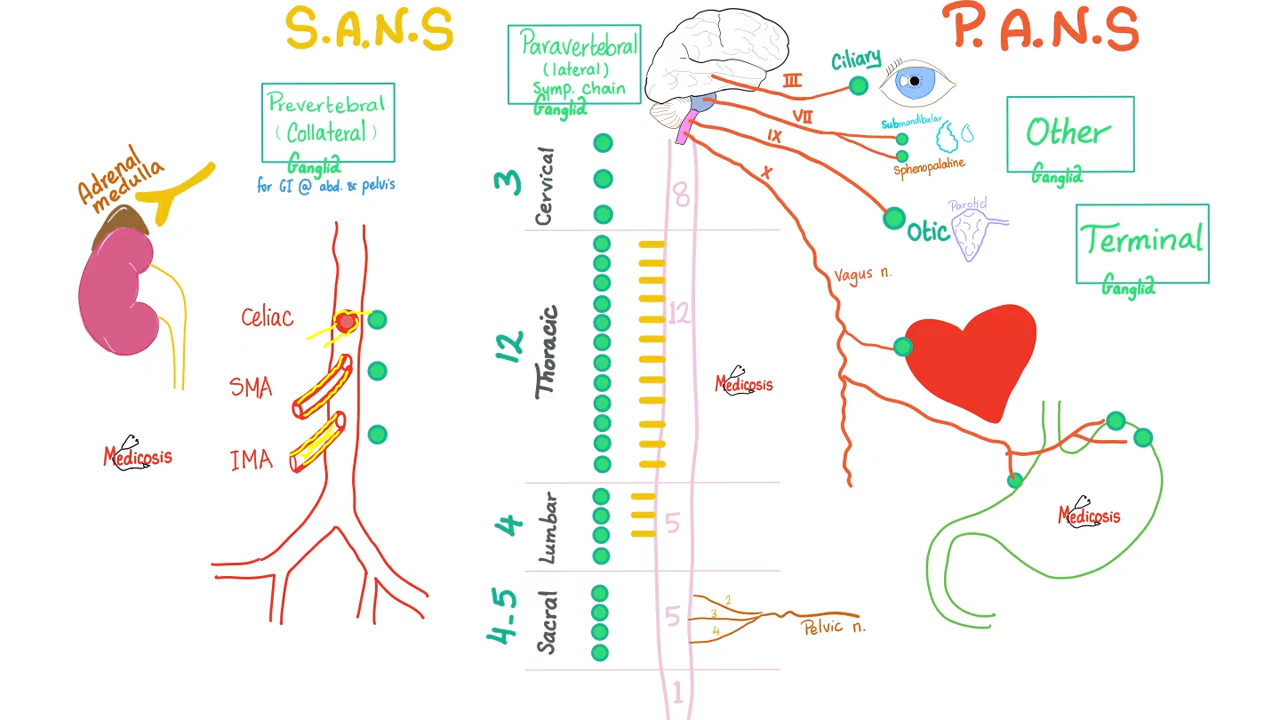 S.A.N.S
P.A.N.S
Prevertebral
(Collateral)
Ganglia
for GI @ abd. & pelvis
Paravertebral
(lateral)
Symp. chain
Ganglia
Adrenal
medulla
Celiac
SMA
IMA
Medicosis
3
Cervical
12
Thoracic
4
Lumbar
4-5
Sacral
8
12
5
5
1
III
VII
IX
X
Ciliary
Submandibular
Sphenopalatine
Otic
Parotid
Vagus n.
Other
Ganglia
Terminal
Ganglia
Medicosis
Medicosis
2
3
4
Pelvic n.